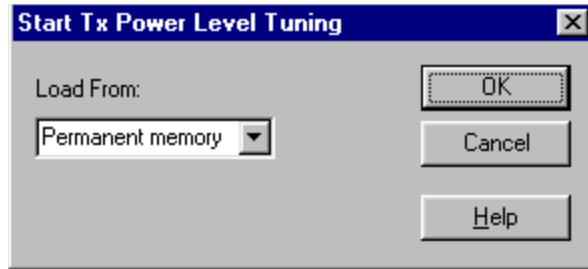 Start Tx Power Level Tuning
Load From:
Permanent memory
OK
Cancel
Help